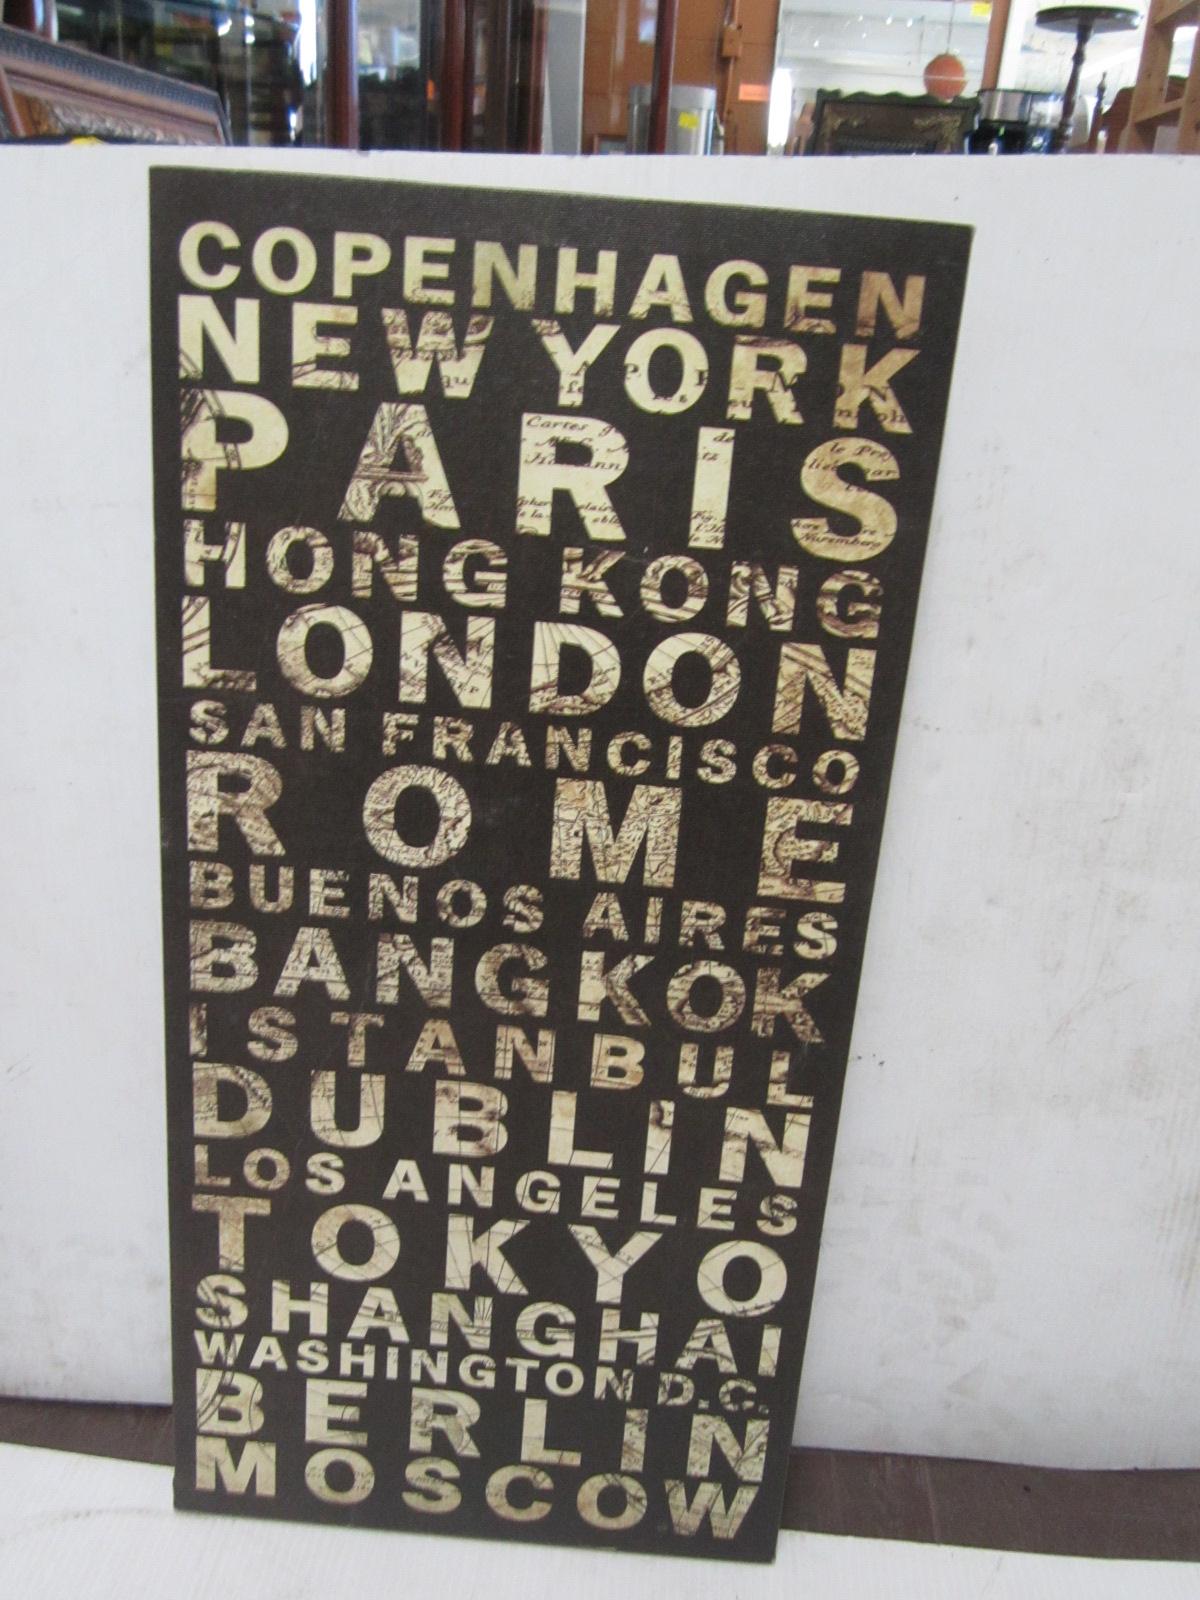 COPENHAGEN
NEW YORK
PARIS
HONG KONG
LONDON
SAN FRANCISCO
ROME
BUENOS AIRES
BANGKOK
ISTANBUL
DUBLIN
LOS ANGELES
TOKYO
SHANGHAI
WASHINGTON D.C.
BERLIN
MOSCOW